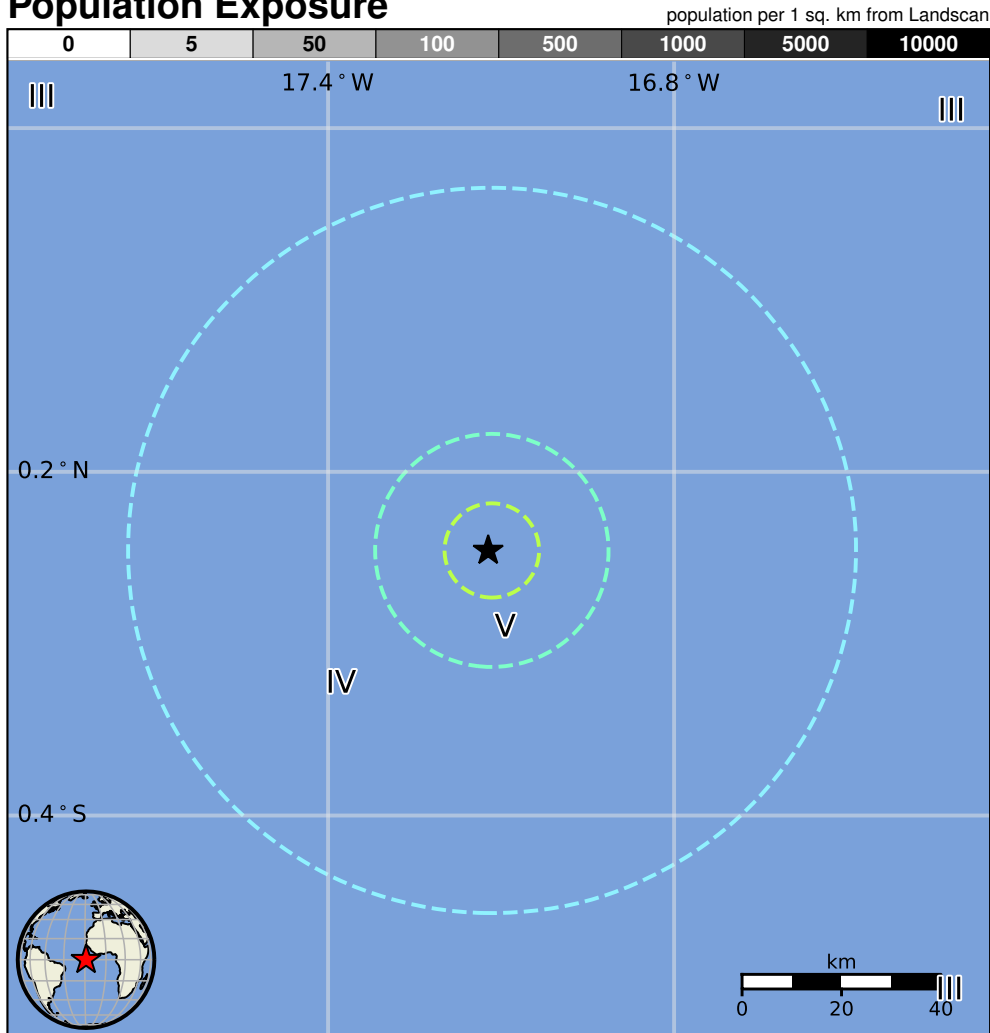 Population Exposure
population per 1 sq. km from Landscan
0 5 50 100 500 1000 5000 10000
17.4°W 16.8°W
III III
0.2°N
V
IV
0.4°S
km
III
0 20 40